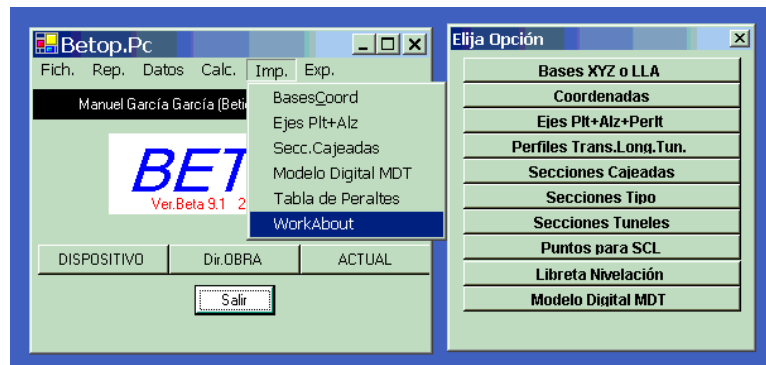 Betop.Pc
Fich. Rep. Datos Calc. Imp. Exp.
Manuel García García (Beti
BasesCoord
Ejes Plt+Alz
Secc.Cajeadas
Modelo Digital MDT
Tabla de Peraltes
WorkAbout
BET
Ver.Beta 9.1 2
DISPOSITIVO Dir.OBRA ACTUAL
Salir
Elija Opción
Bases XYZ o LLA
Coordenadas
Ejes Plt+Alz+Perlt
Perfiles Trans.Long.Tun.
Secciones Cajeadas
Secciones Tipo
Secciones Tuneles
Puntos para SCL
Libreta Nivelación
Modelo Digital MDT